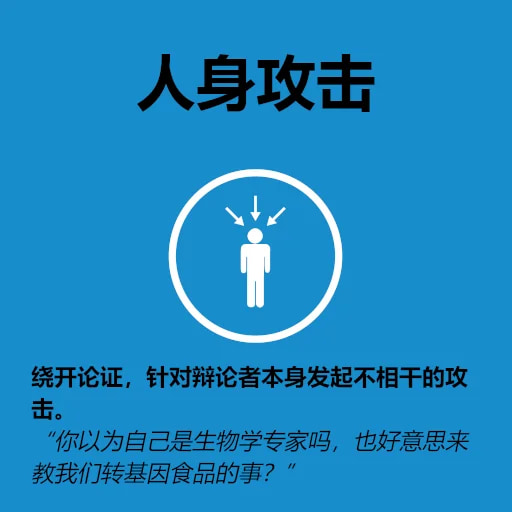 人身攻击
绕开论证，针对辩论者本身发起不相干的攻
击。
“你以为自己是生物学专家吗，也好意思来
教我们转基因食品的事？”